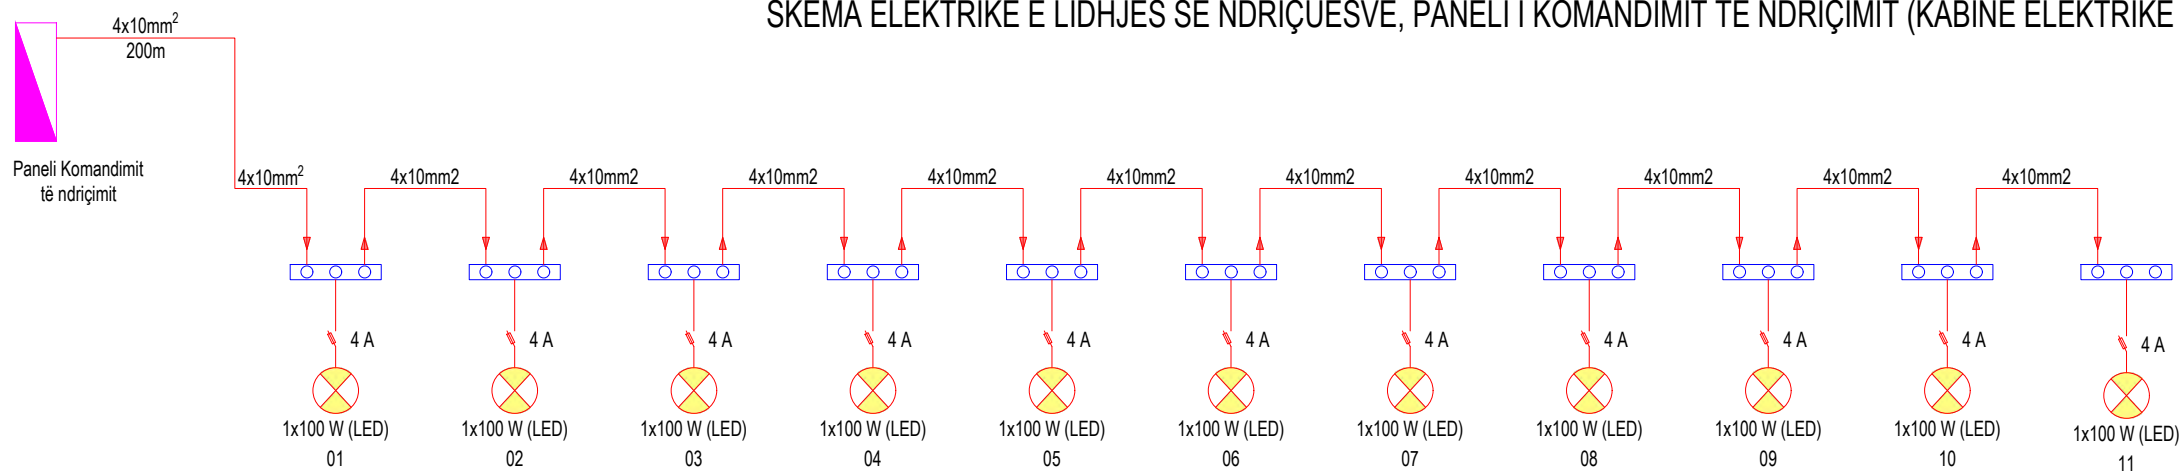 SKEMA ELEKTRIKE E LIDHJES SE NDRIÇUESVE, PANELI I KOMANDIMIT TE NDRIÇIMIT (KABINE ELEKTRIKE
4x10mm²
200m
Paneli Komandimit
të ndriçimit
4x10mm² 4x10mm2 4x10mm2 4x10mm2 4x10mm2 4x10mm2 4x10mm2 4x10mm2 4x10mm2 4x10mm2 4x10mm2
4 A 4 A 4 A 4 A 4 A 4 A 4 A 4 A 4 A 4 A 4 A
1x100 W (LED) 1x100 W (LED) 1x100 W (LED) 1x100 W (LED) 1x100 W (LED) 1x100 W (LED) 1x100 W (LED) 1x100 W (LED) 1x100 W (LED) 1x100 W (LED) 1x100 W (LED)
01 02 03 04 05 06 07 08 09 10 11